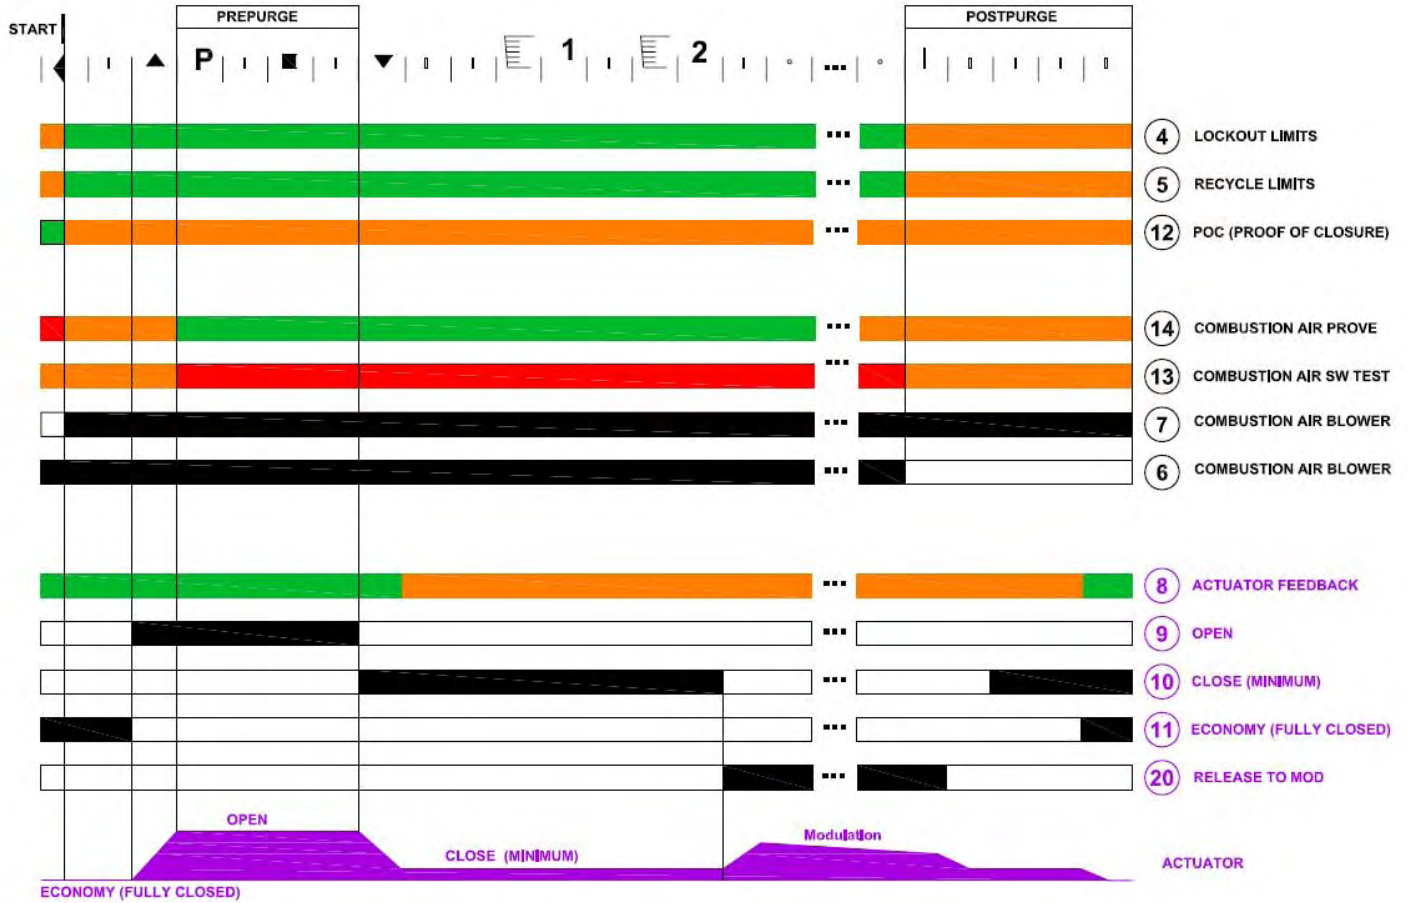 PREPURGE
POSTPURGE
START
P
1
2
4 LOCKOUT LIMITS
5 RECYCLE LIMITS
12 POC (PROOF OF CLOSURE)
14 COMBUSTION AIR PROVE
13 COMBUSTION AIR SW TEST
7 COMBUSTION AIR BLOWER
6 COMBUSTION AIR BLOWER
8 ACTUATOR FEEDBACK
9 OPEN
10 CLOSE (MINIMUM)
11 ECONOMY (FULLY CLOSED)
20 RELEASE TO MOD
OPEN
Modulation
CLOSE (MINIMUM)
ACTUATOR
ECONOMY (FULLY CLOSED)